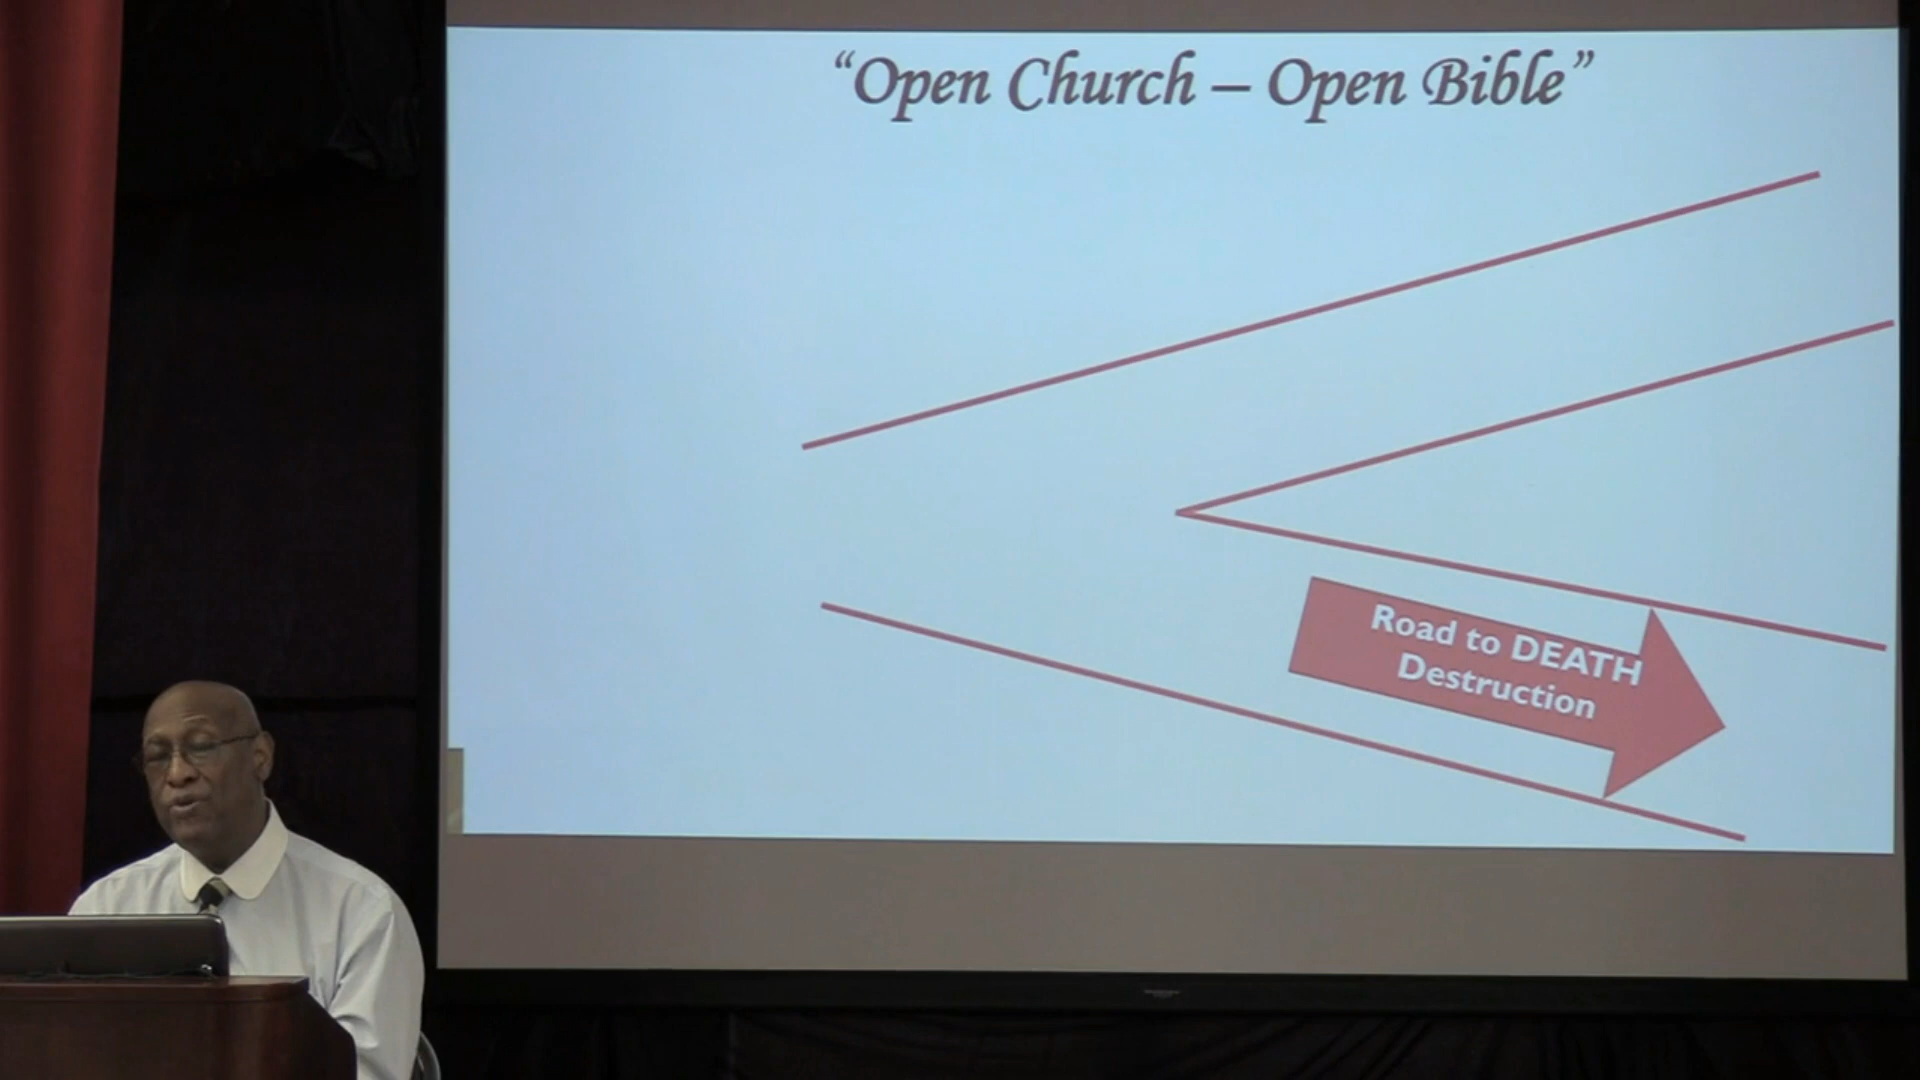 “Open Church – Open Bible”
Road to DEATH
Destruction